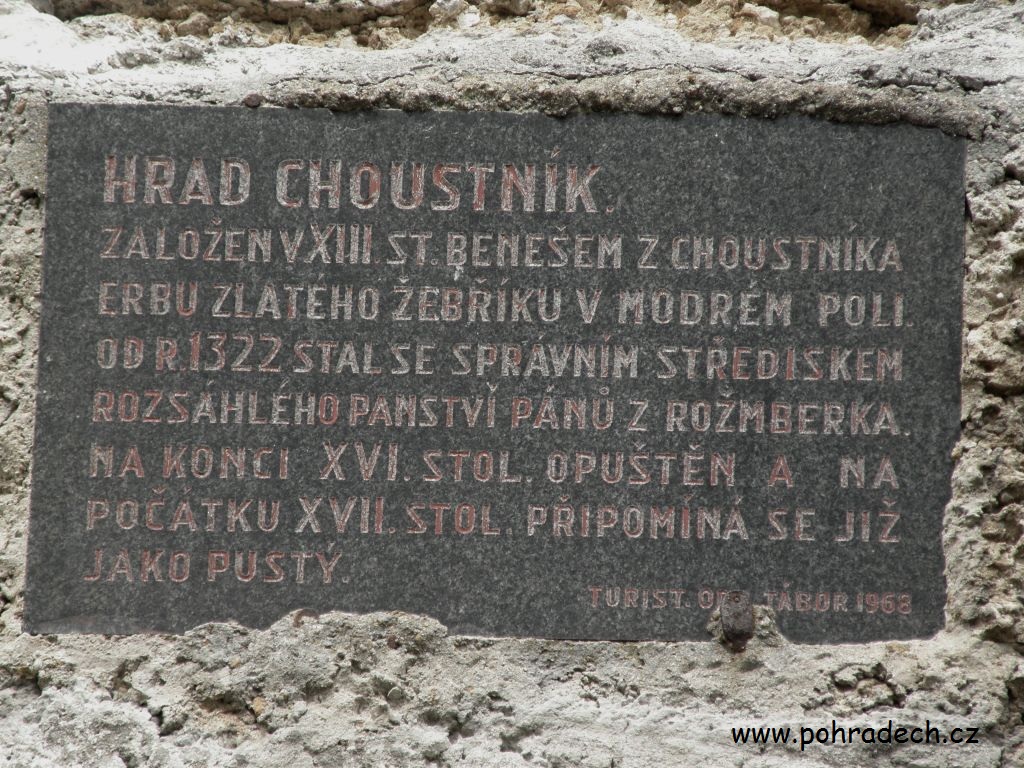 HRAD CHOUSTNÍK.
ZALOŽEN V XIII. ST. BENEŠEM Z CHOUSTNÍKA
ERBU ZLATÉHO ŽEBŘÍKU V MODRÉM POLI.
OD R. 1322 STAL SE SPRÁVNÍM STŘEDISKEM
ROZSÁHLÉHO PANSTVÍ PÁNŮ Z ROŽMBERKA.
NA KONCI XVI. STOL. OPUŠTĚN A NA
POČÁTKU XVII. STOL. PŘIPOMÍNÁ SE JIŽ
JAKO PUSTÝ.
TURIST. TÁBOR 1968
www.pohradech.cz